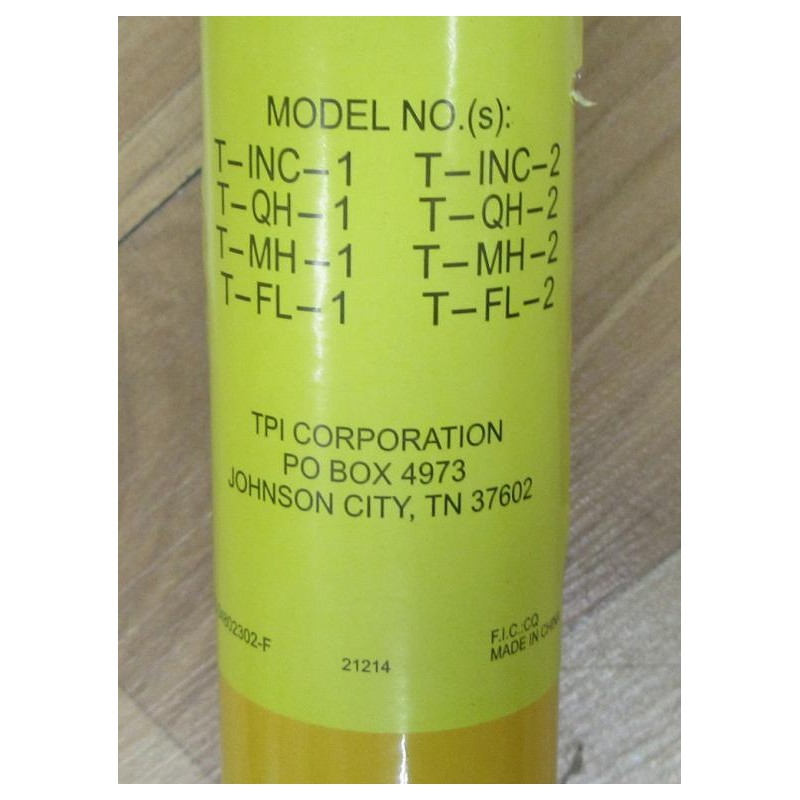 MODEL NO.(s):
T-INC-1 T-INC-2
T-QH-1 T-QH-2
T-MH-1 T-MH-2
T-FL-1 T-FL-2
TPI CORPORATION
PO BOX 4973
JOHNSON CITY, TN 37602
F.I.C.:CQ
MADE IN CHINA
21214